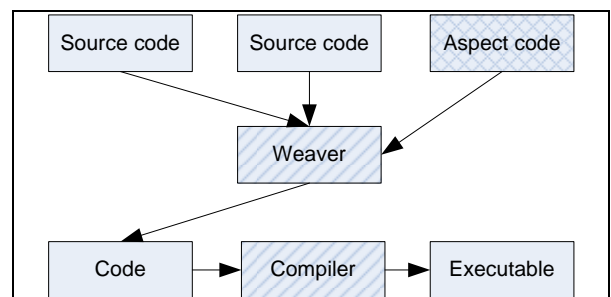 Source code
Source code
Aspect code
Weaver
Code
Compiler
Executable